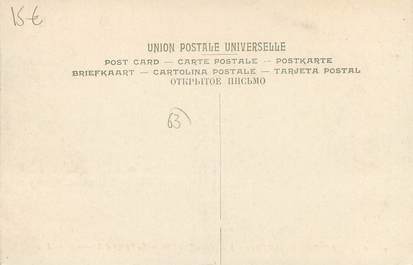 15 €
UNION POSTALE UNIVERSELLE
POST CARD — CARTE POSTALE — POSTKARTE
BRIEFKAART — CARTOLINA POSTALE — TARJETA POSTAL
ОТКРЫТОЕ ПИСЬМО
63